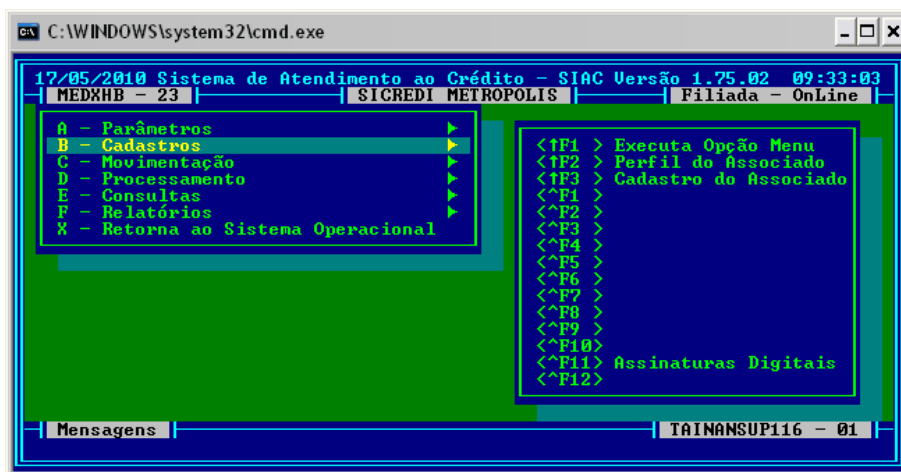 C:\WINDOWS\system32\cmd.exe
17/05/2010 Sistema de Atendimento ao Crédito - SIAC Versão 1.75.02 09:33:03
MEDXHB - 23 SICREDI METROPOLIS Filiada - OnLine
A - Parâmetros
B - Cadastros
C - Movimentação
D - Processamento
E - Consultas
F - Relatórios
X - Retorna ao Sistema Operacional
<↑F1 > Executa Opção Menu
<↑F2 > Perfil do Associado
<↑F3 > Cadastro do Associado
<^F1 >
<^F2 >
<^F3 >
<^F4 >
<^F5 >
<^F6 >
<^F7 >
<^F8 >
<^F9 >
<^F10>
<^F11> Assinaturas Digitais
<^F12>
Mensagens TAINANSUP116 - 01